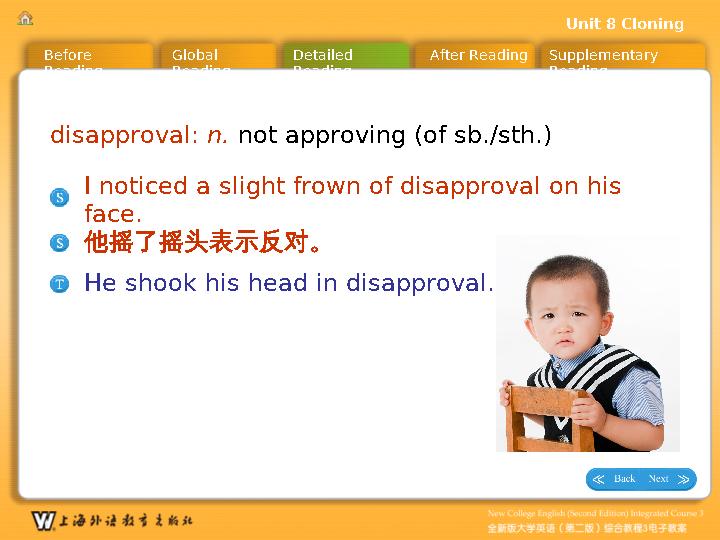 Unit 8 Cloning
Before Reading
Global Reading
Detailed Reading
After Reading
Supplementary Reading
disapproval: n. not approving (of sb./sth.)
S I noticed a slight frown of disapproval on his
face.
S 他摇了摇头表示反对。
T He shook his head in disapproval.
Back Next
W 上海外语教育出版社
New College English (Second Edition) Integrated Course 3
全新版大学英语（第二版）综合教程3电子教案